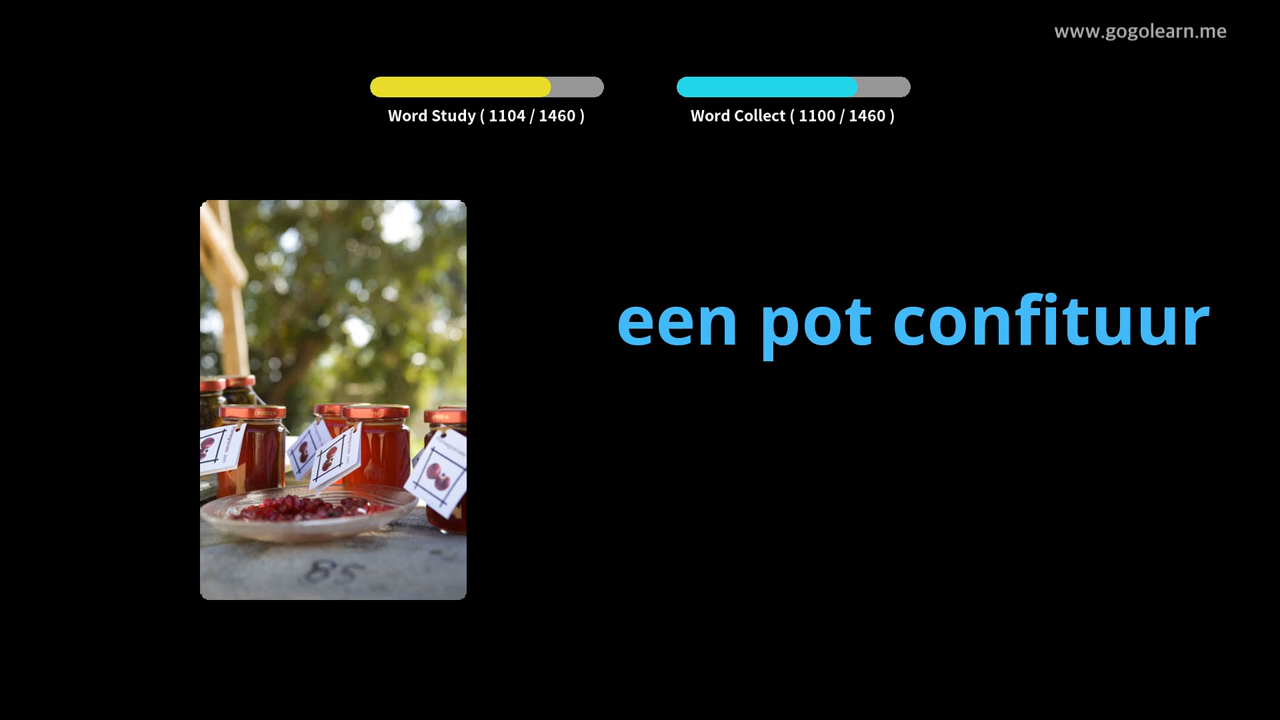 www.gogolearn.me
Word Study ( 1104 / 1460 )
Word Collect ( 1100 / 1460 )
een pot confituur
85